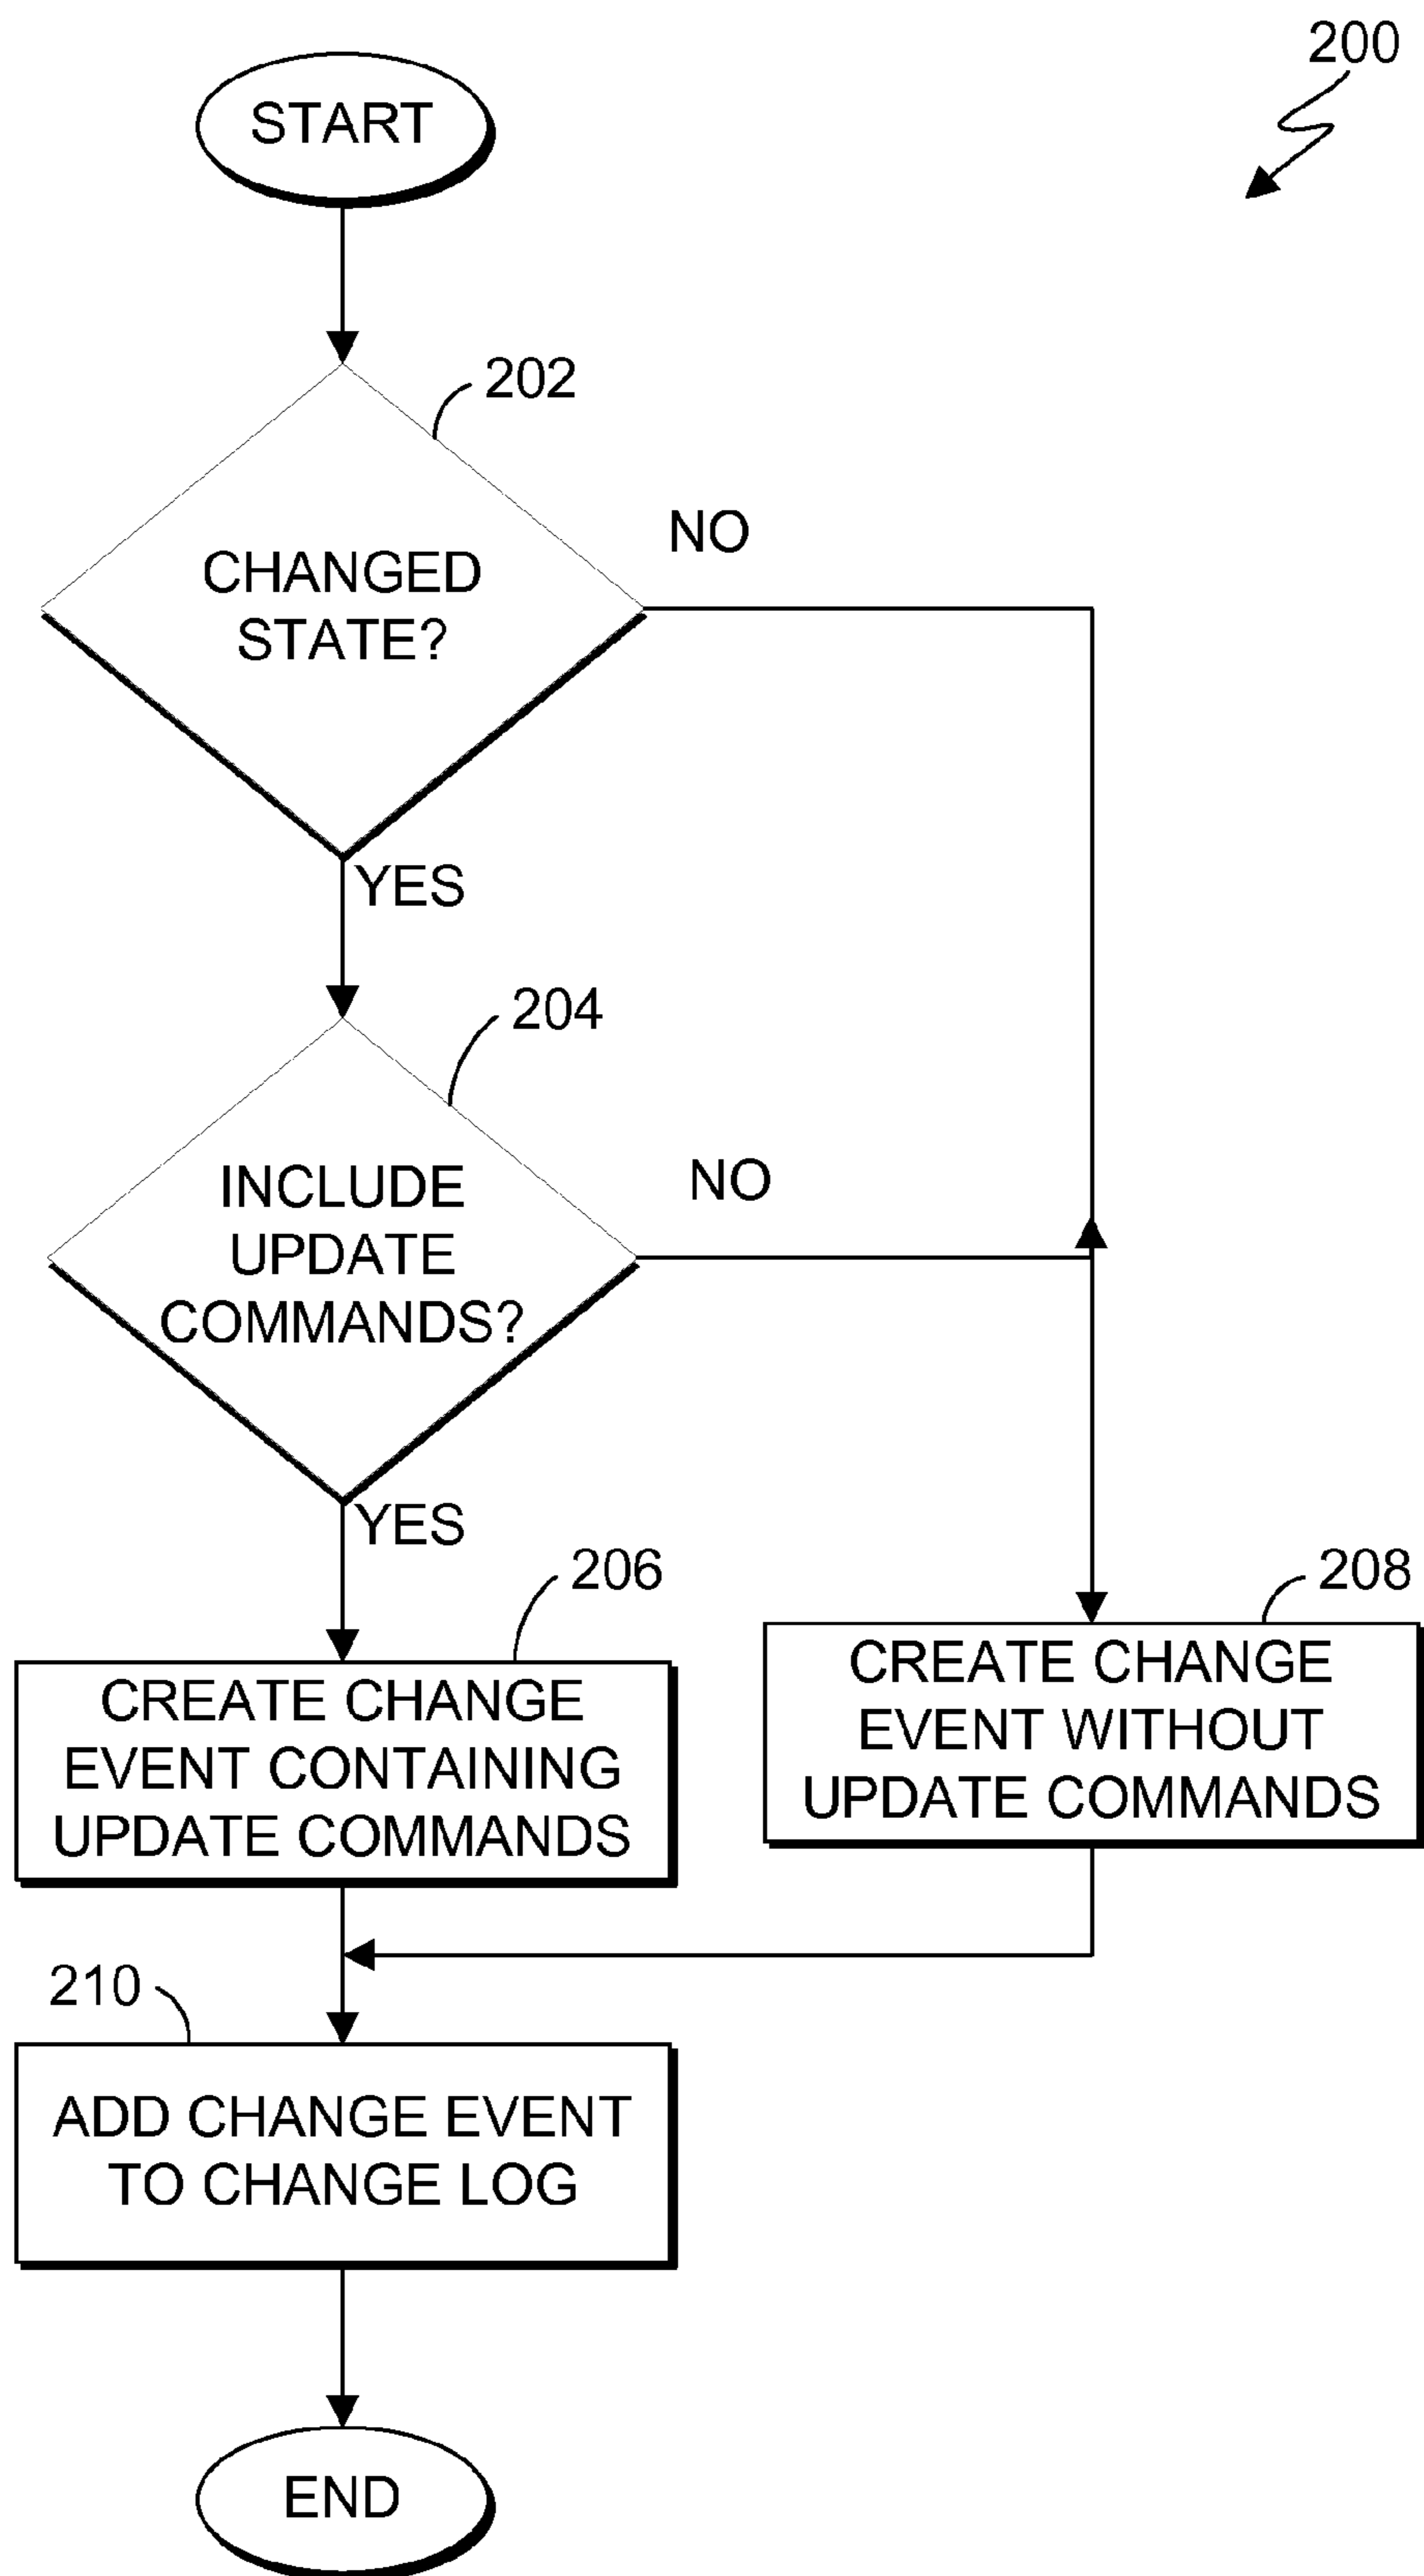 200
START
202
CHANGED
STATE?
NO
YES
204
INCLUDE
UPDATE
COMMANDS?
NO
YES
206
CREATE CHANGE
EVENT CONTAINING
UPDATE COMMANDS
208
CREATE CHANGE
EVENT WITHOUT
UPDATE COMMANDS
210
ADD CHANGE EVENT
TO CHANGE LOG
END